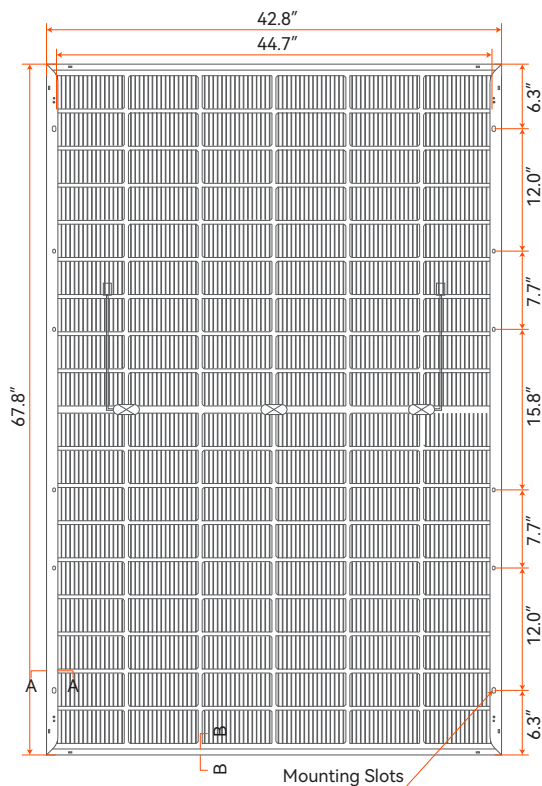 42.8”
44.7”
6.3”
12.0”
7.7”
67.8”
15.8”
7.7”
12.0”
A
A
6.3”
B
B
Mounting Slots